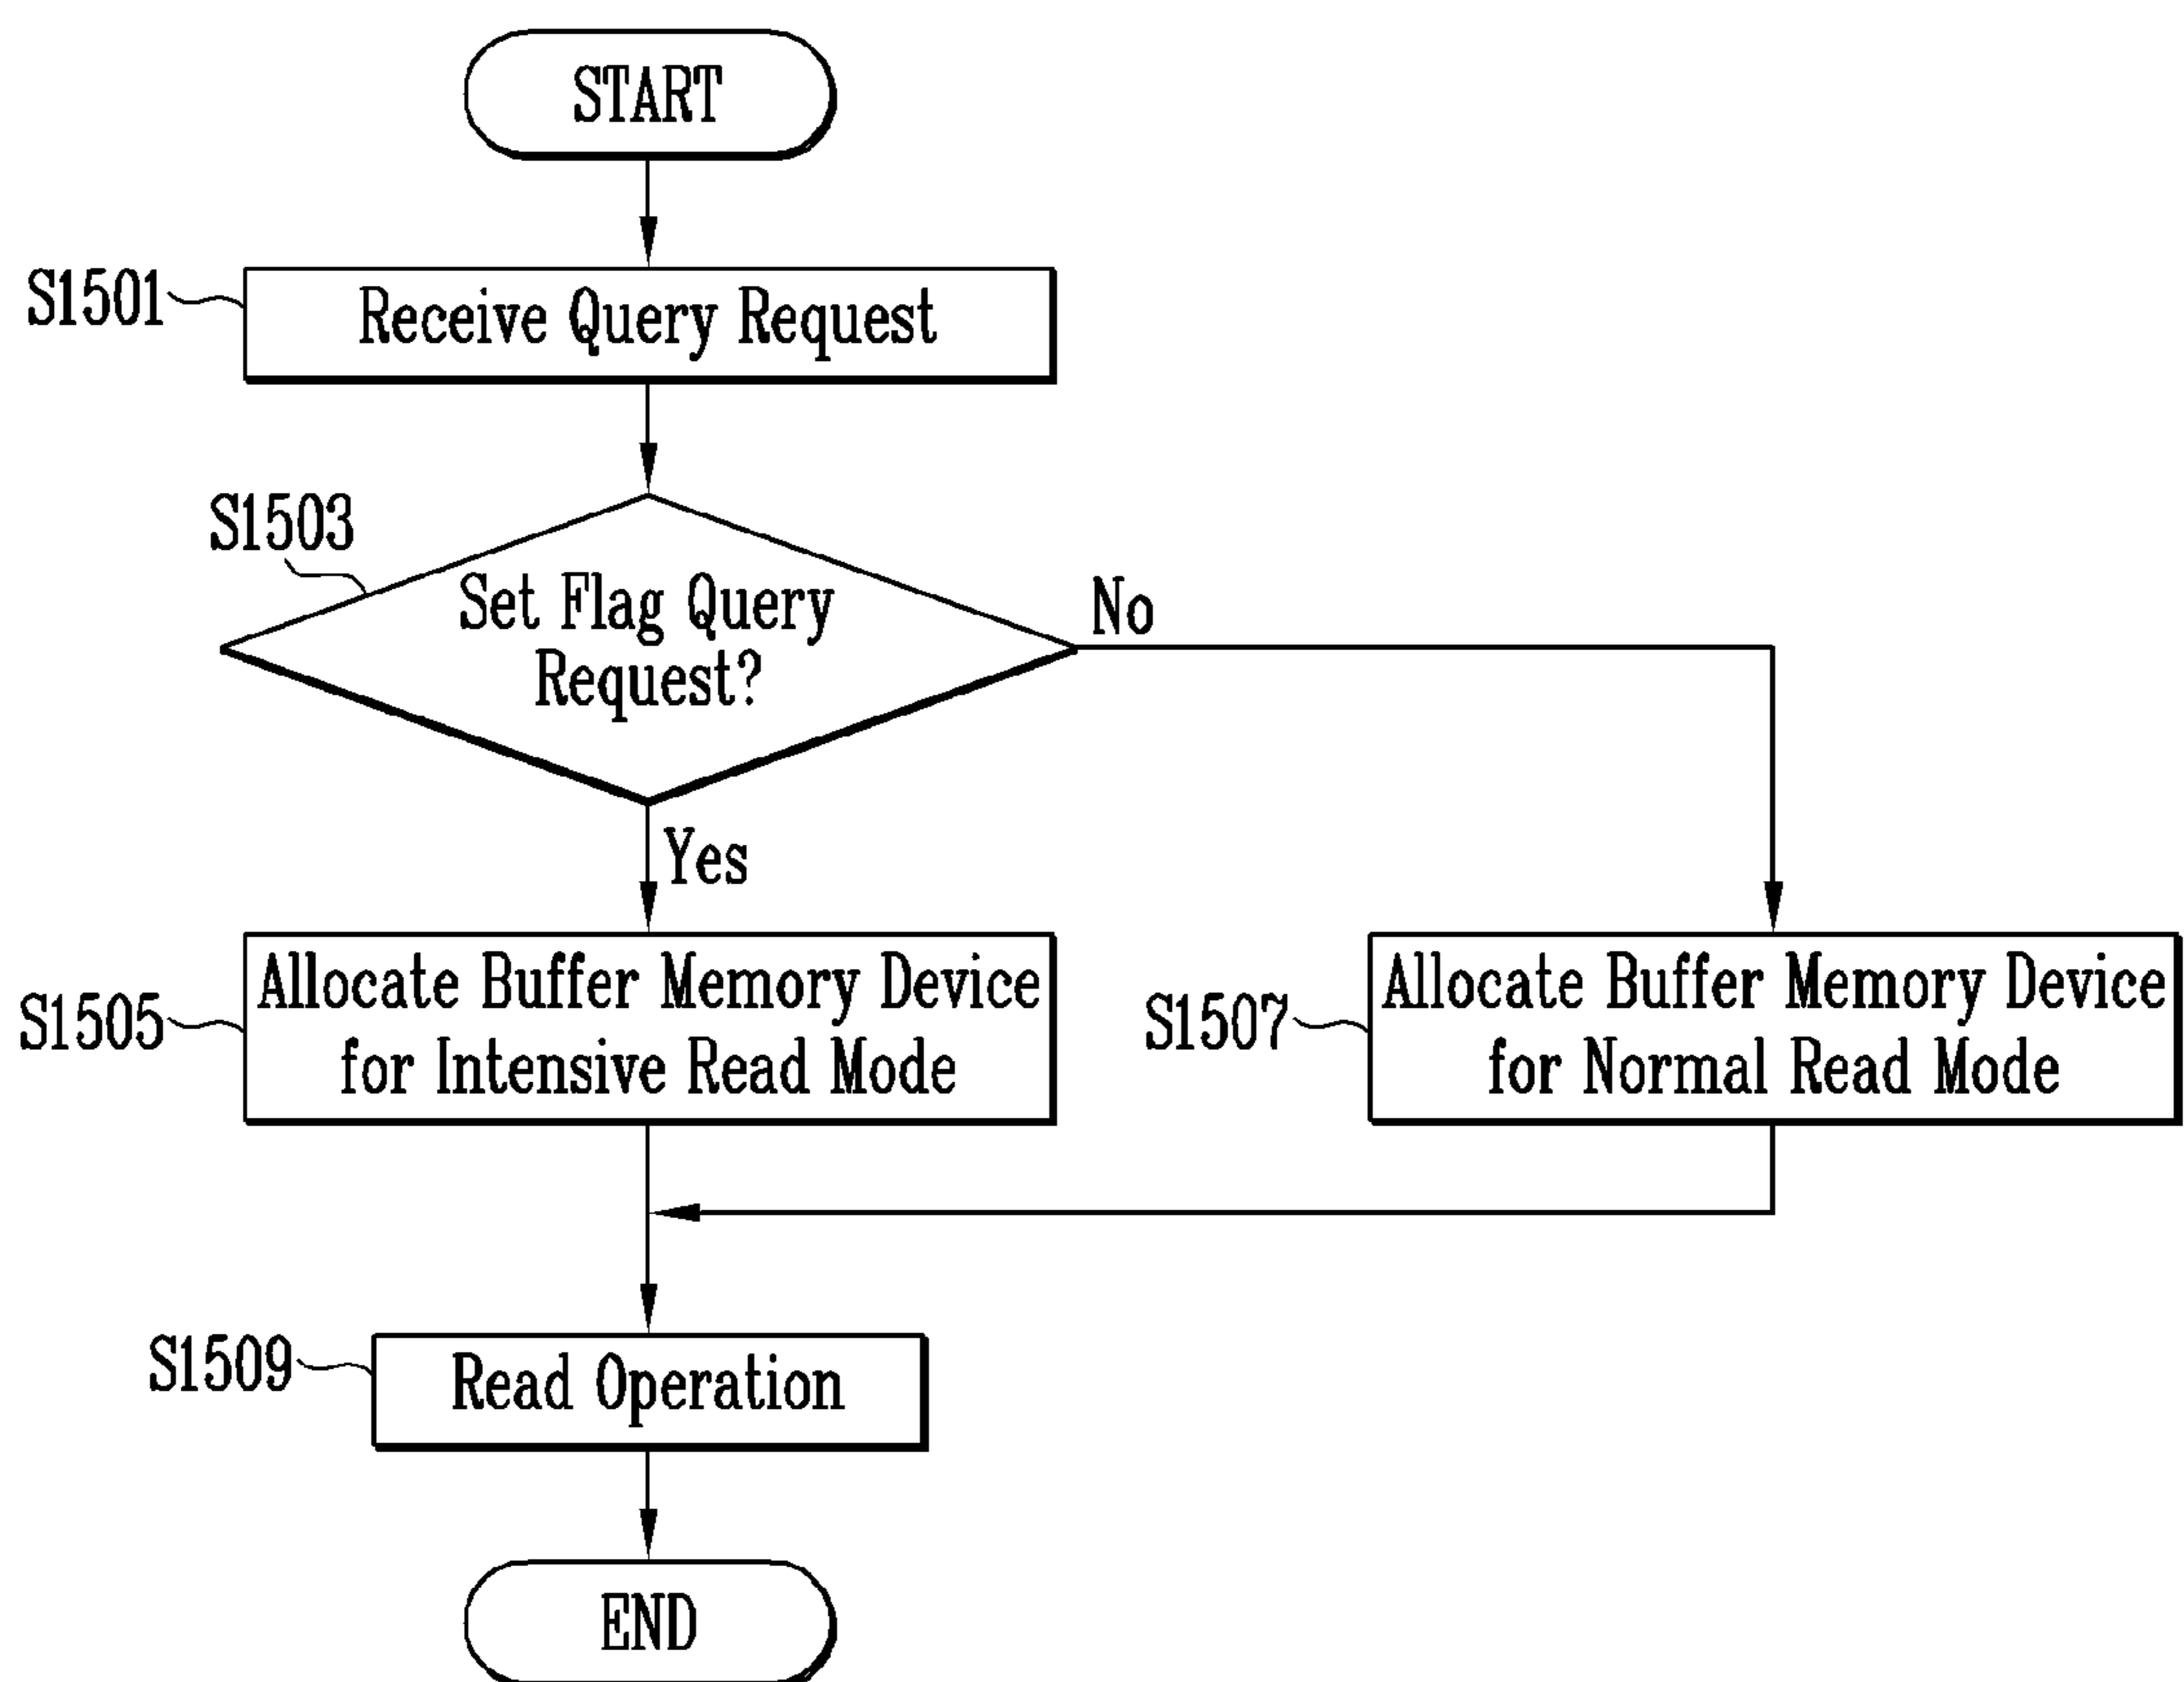 START
S1501
Receive Query Request
S1503
Set Flag Query
Request?
No
Yes
S1505
Allocate Buffer Memory Device
for Intensive Read Mode
S1507
Allocate Buffer Memory Device
for Normal Read Mode
S1509
Read Operation
END